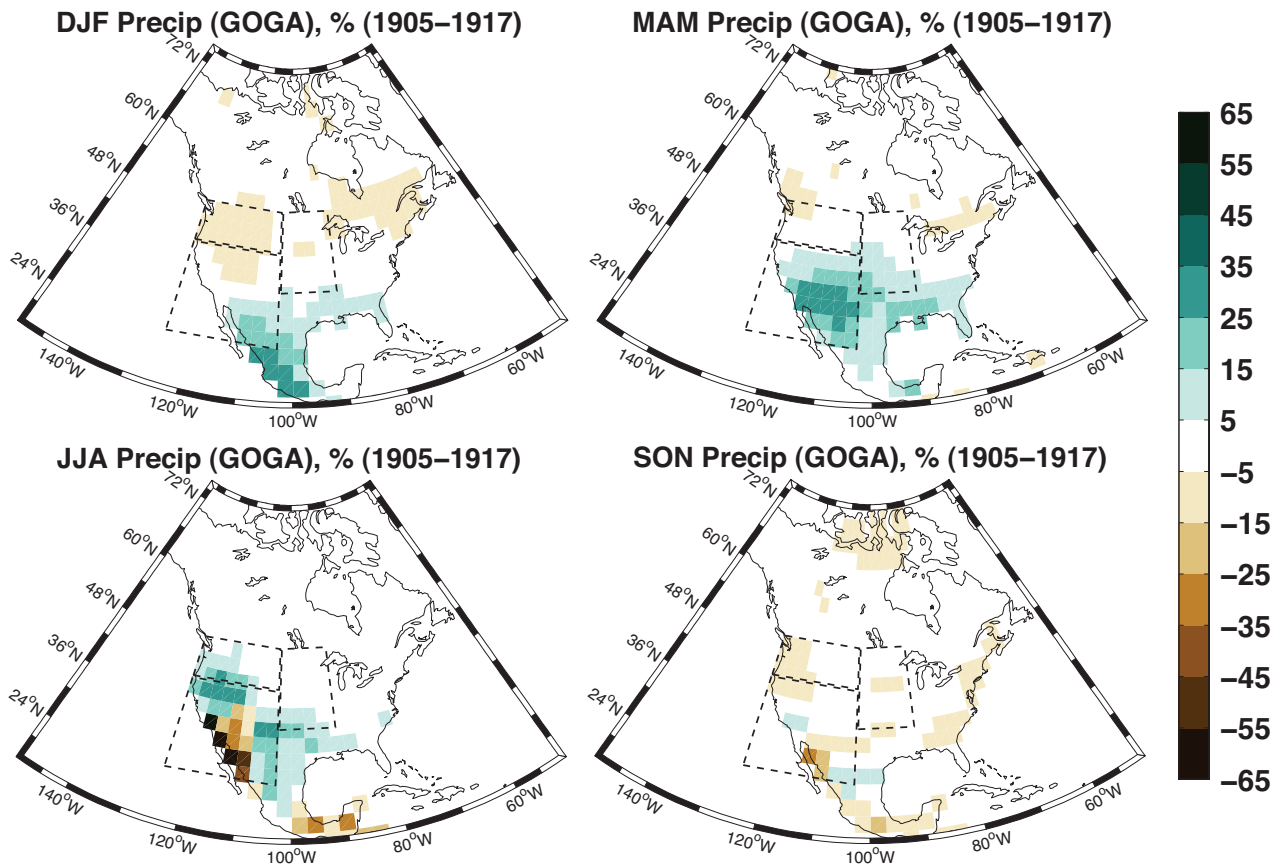 DJF Precip (GOGA), % (1905–1917)
72°N
60°N
48°N
36°N
24°N
140°W
120°W
100°W
80°W
60°W
MAM Precip (GOGA), % (1905–1917)
72°N
60°N
48°N
36°N
24°N
140°W
120°W
100°W
80°W
60°W
JJA Precip (GOGA), % (1905–1917)
72°N
60°N
48°N
36°N
24°N
140°W
120°W
100°W
80°W
60°W
SON Precip (GOGA), % (1905–1917)
72°N
60°N
48°N
36°N
24°N
140°W
120°W
100°W
80°W
60°W
65
55
45
35
25
15
5
−5
−15
−25
−35
−45
−55
−65